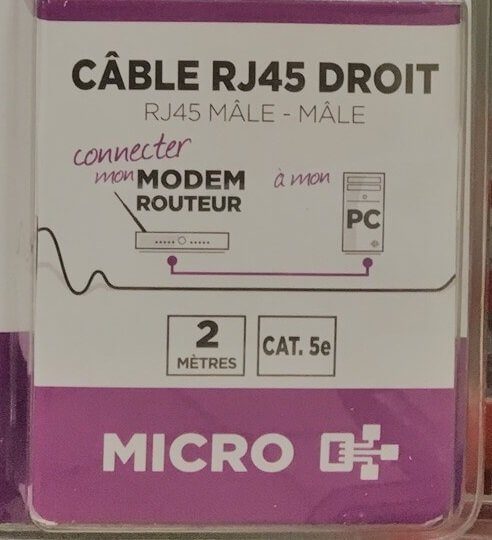 CÂBLE RJ45 DROIT
RJ45 MÂLE - MÂLE
connecter
mon MODEM à mon
ROUTEUR
PC
2
MÈTRES
CAT. 5e
MICRO